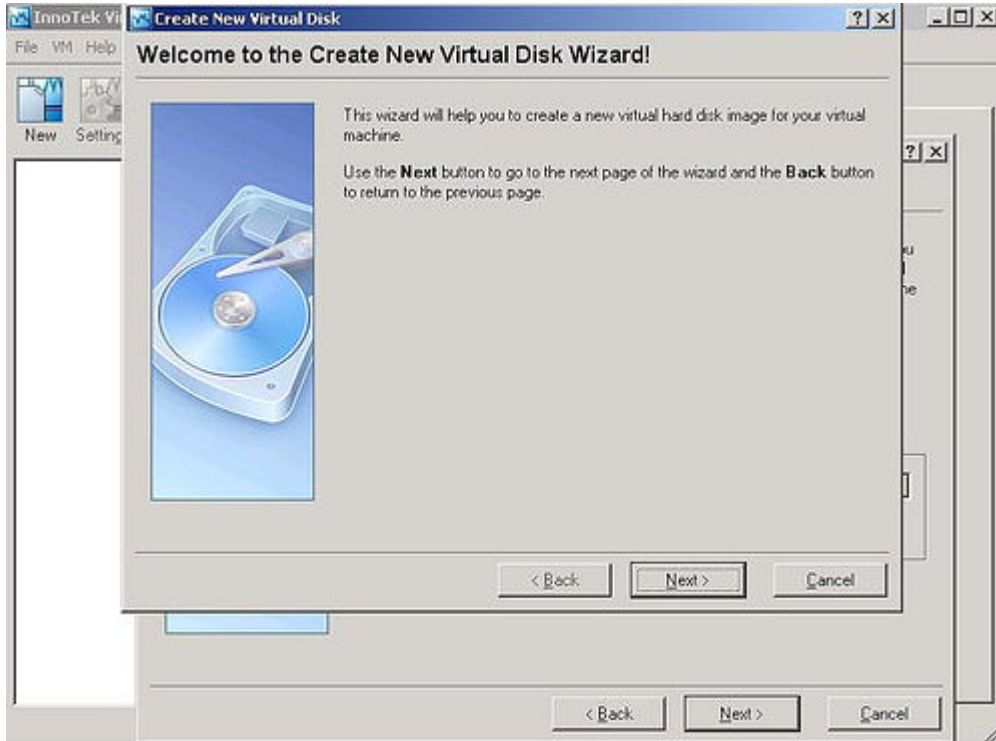 InnoTek Vi
Create New Virtual Disk
File VM Help
Welcome to the Create New Virtual Disk Wizard!
New Setting
This wizard will help you to create a new virtual hard disk image for your virtual
machine.
Use the Next button to go to the next page of the wizard and the Back button
to return to the previous page.
< Back Next > Cancel
< Back Next > Cancel